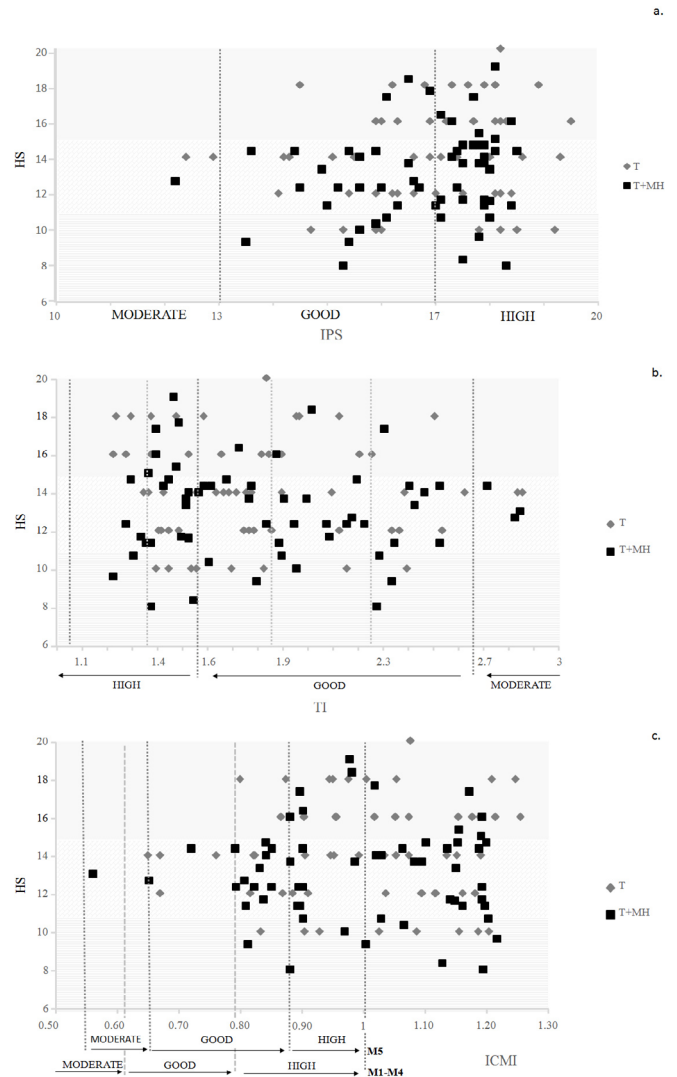 a.
20
18
16
HS
14
12
10
8
6
10
13
17
20
MODERATE
GOOD
HIGH
IPS
T
T+MH
b.
20
18
16
14
HS
12
10
8
6
1.1
1.4
1.6
1.9
2.3
2.7
3
HIGH
GOOD
MODERATE
TI
T
T+MH
c.
20
18
16
14
HS
12
10
8
6
0.50
0.60
0.70
0.80
0.90
1
1.10
1.20
1.30
MODERATE
GOOD
HIGH
M5
MODERATE
GOOD
HIGH
M1-M4
ICMI
T
T+MH